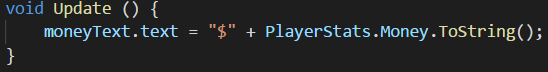 void Update () {
moneyText.text = "$" + PlayerStats.Money.ToString();
}